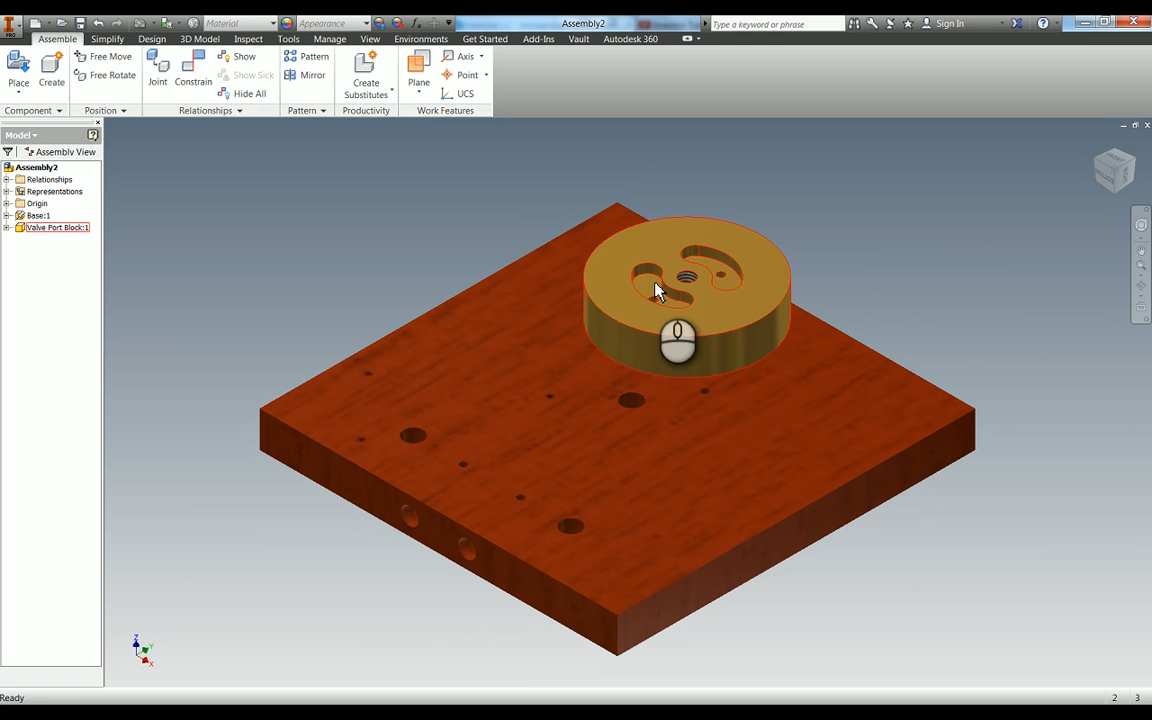 PRO
Material
Appearance
Assembly2
Type a keyword or phrase
Sign In
Assemble Simplify Design 3D Model Inspect Tools Manage View Environments Get Started Add-Ins Vault Autodesk 360
Place
Create
Free Move
Free Rotate
Joint
Constrain
Show
Show Sick
Hide All
Pattern
Mirror
Create
Substitutes
Plane
Axis
Point
UCS
Component Position Relationships Pattern Productivity Work Features
Model
Assembly View
Assembly2
Relationships
Representations
Origin
Base:1
Valve Port Block:1
FRONT
Z
Y
X
Ready
2 3